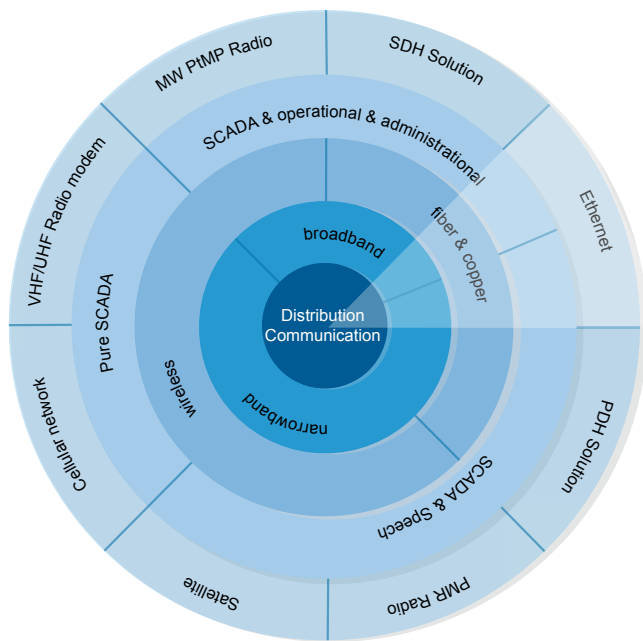 MW PtMP Radio
SDH Solution
SCADA & operational & administrational
VHF/UHF Radio modem
Ethernet
fiber & copper
broadband
Pure SCADA
Distribution
Communication
wireless
narrowband
Cellular network
PDH Solution
SCADA & Speech
Satellite
PMR Radio